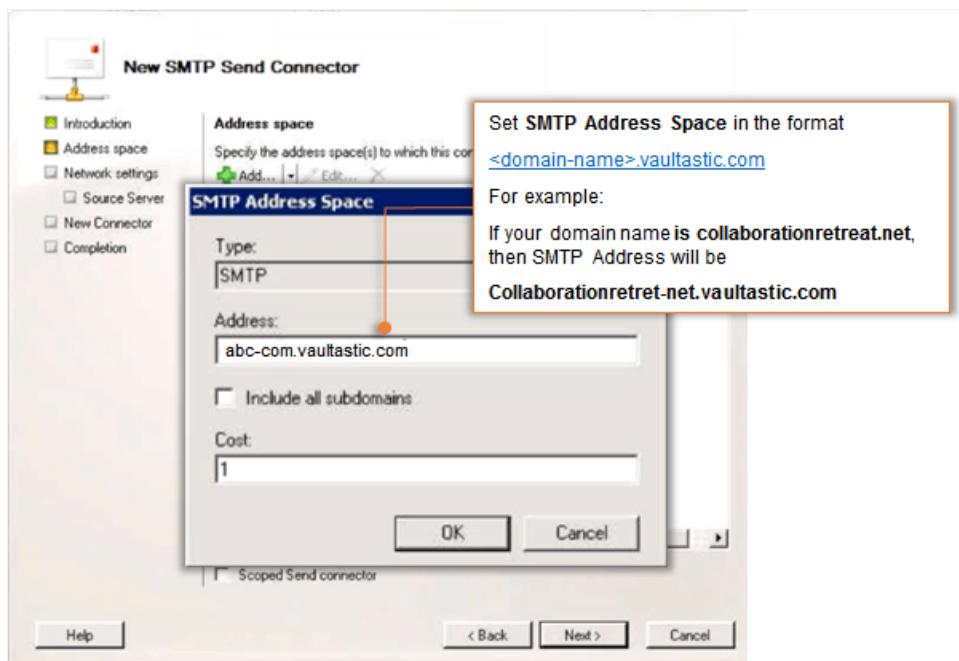 New SMTP Send Connector
Introduction
Address space
Network settings
Source Server
New Connector
Completion
Address space
Specify the address space(s) to which this cor
Add...
Edit...
SMTP Address Space
Type:
SMTP
Address:
abc-com.vaultastic.com
Include all subdomains
Cost:
1
OK
Cancel
Scoped Send connector
Help
< Back
Next >
Cancel
Set SMTP Address Space in the format
<domain-name>.vaultastic.com
For example:
If your domain name is collaborationretreat.net,
then SMTP Address will be
Collaborationretret-net.vaultastic.com